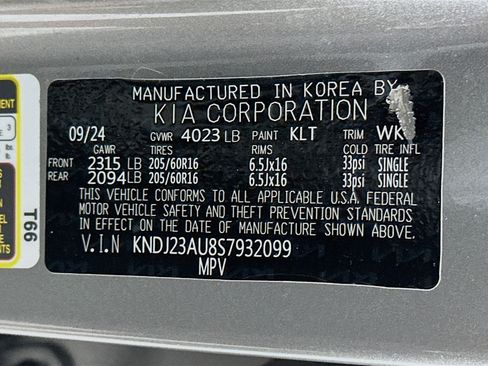 MENT
3
T66
MANUFACTURED IN KOREA BY
KIA CORPORATION
09/24 GVWR 4023 LB PAINT KLT TRIM WK
GAWR TIRES RIMS COLD TIRE INFL
FRONT 2315 LB 205/60R16 6.5Jx16 33psi SINGLE
REAR 2094 LB 205/60R16 6.5Jx16 33psi SINGLE
THIS VEHICLE CONFORMS TO ALL APPLICABLE U.S.A. FEDERAL
MOTOR VEHICLE SAFETY AND THEFT PREVENTION STANDARDS
IN EFFECT ON THE DATE OF MANUFACTURE SHOWN ABOVE.
V.I.N KNDJ23AU8S7932099
MPV